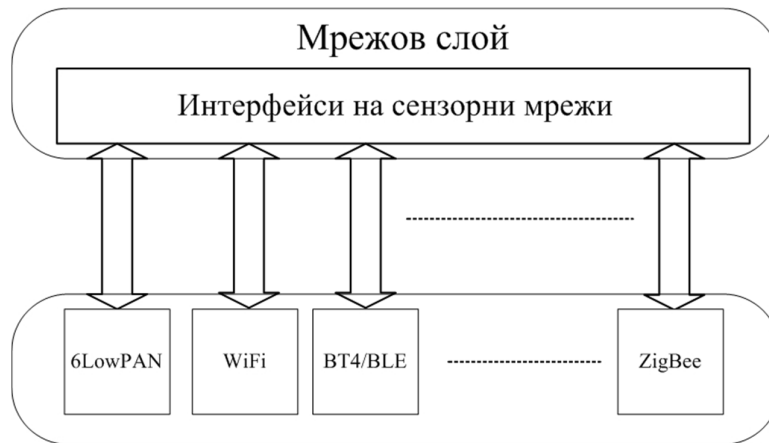 Мрежов слой
Интерфейси на сензорни мрежи
6LowPAN
WiFi
BT4/BLE
ZigBee